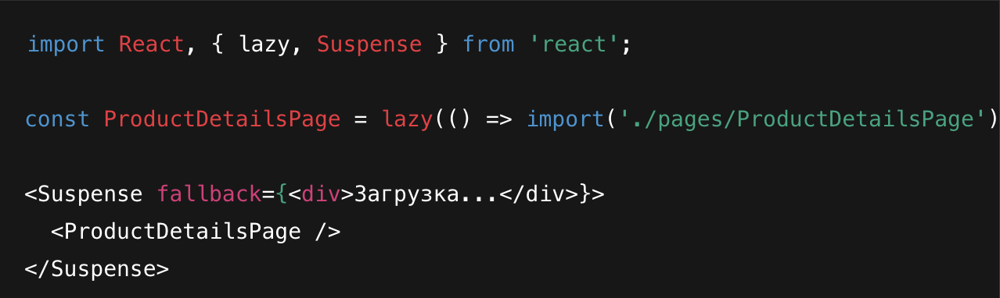 import React, { lazy, Suspense } from 'react';
const ProductDetailsPage = lazy(() => import('./pages/ProductDetailsPage')
<Suspense fallback={<div>Загрузка...</div>}>
<ProductDetailsPage />
</Suspense>